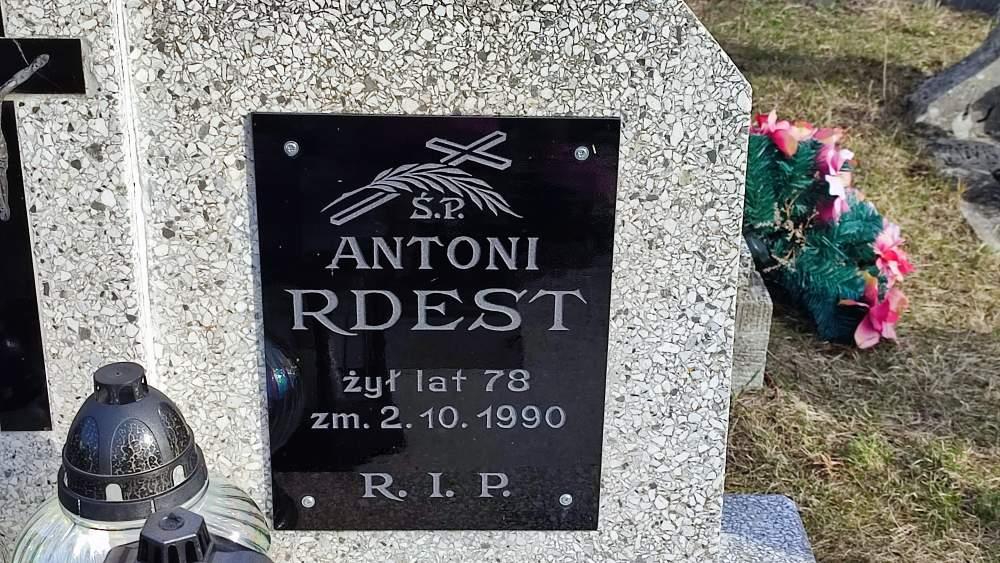 Ś.P.
ANTONI
RDEST
żył lat 78
zm. 2.10.1990
R. I. P.